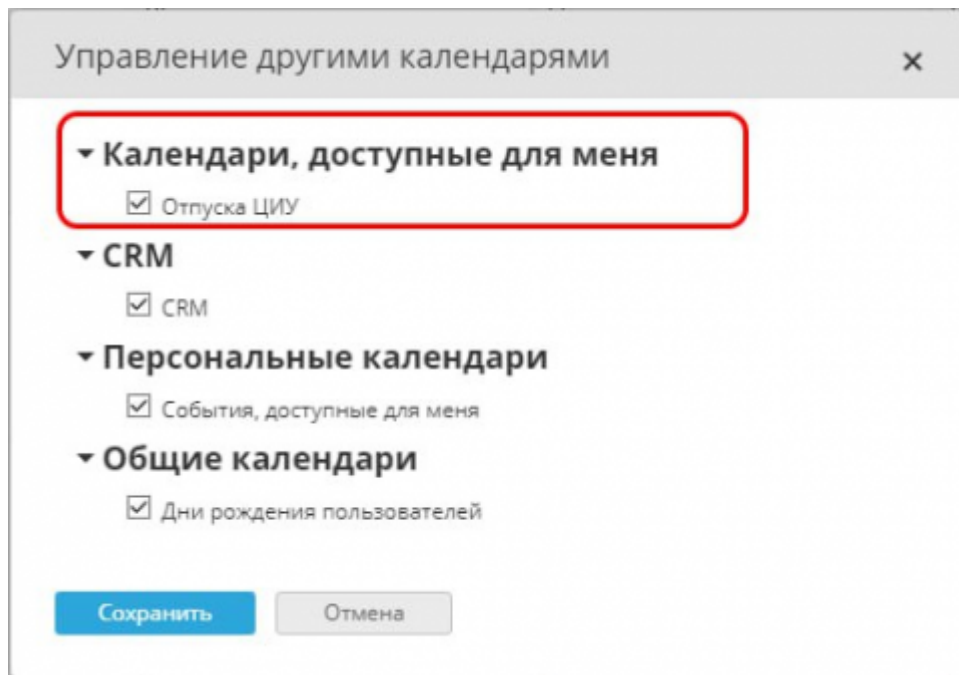 Управление другими календарями
Календари, доступные для меня
Отпуска ЦИУ
CRM
CRM
Персональные календари
События, доступные для меня
Общие календари
Дни рождения пользователей
Сохранить Отмена